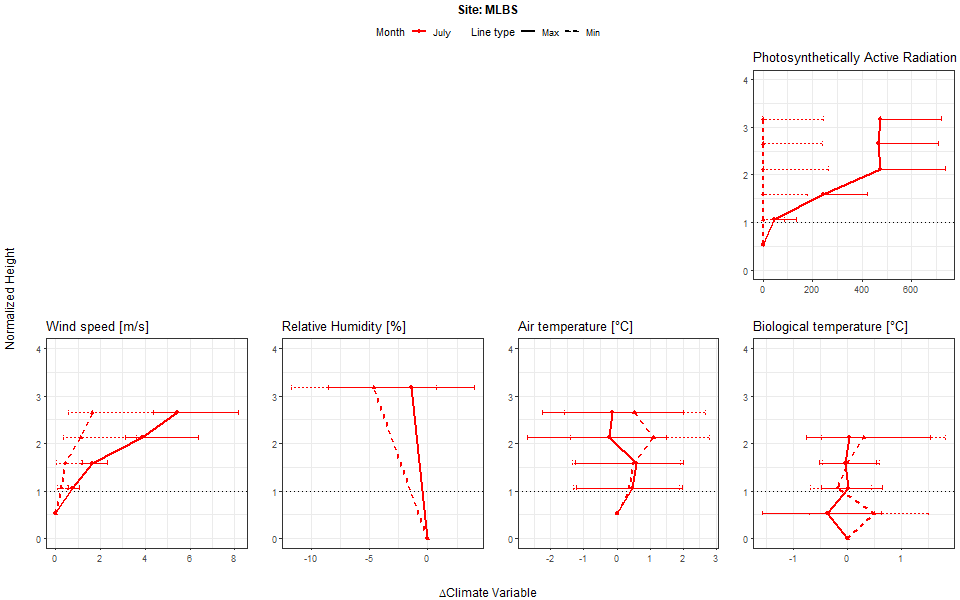 Site: MLBS
Month July Line type Max Min
Photosynthetically Active Radiation
4
3
2
1
0
0 200 400 600
Normalized Height
Wind speed [m/s] Relative Humidity [%] Air temperature [°C] Biological temperature [°C]
4 4 4 4
3 3 3 3
2 2 2 2
1 1 1 1
0 0 0 0
0 2 4 6 8 -10 -5 0 -2 -1 0 1 2 3 -1 0 1
ΔClimate Variable